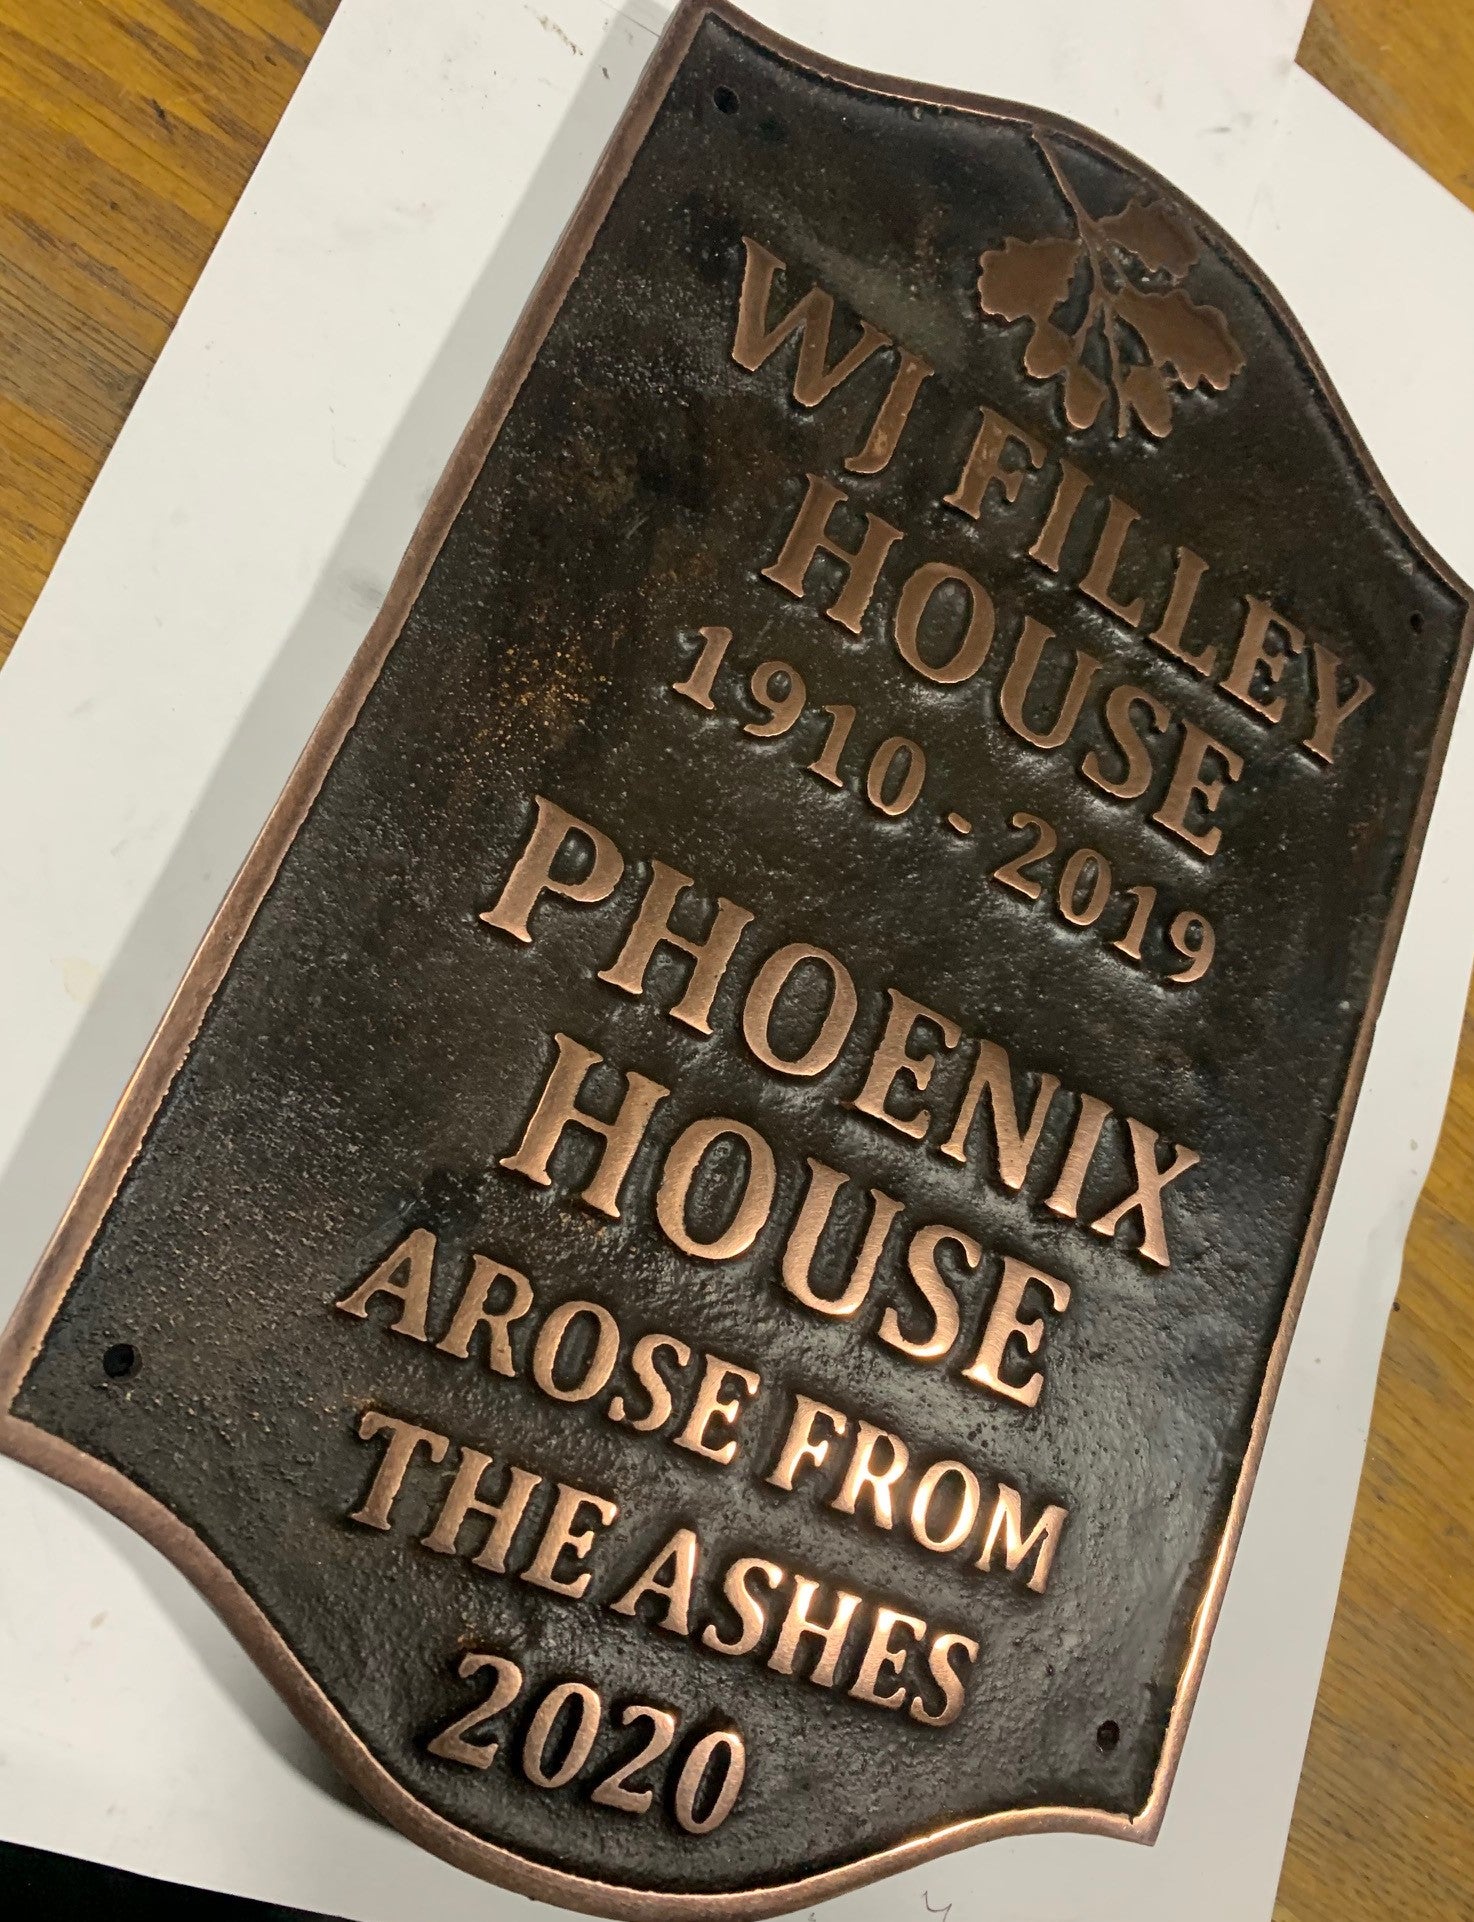 WJ FILLEY
HOUSE
1910 - 2019
PHOENIX
HOUSE
AROSE FROM
THE ASHES
2020